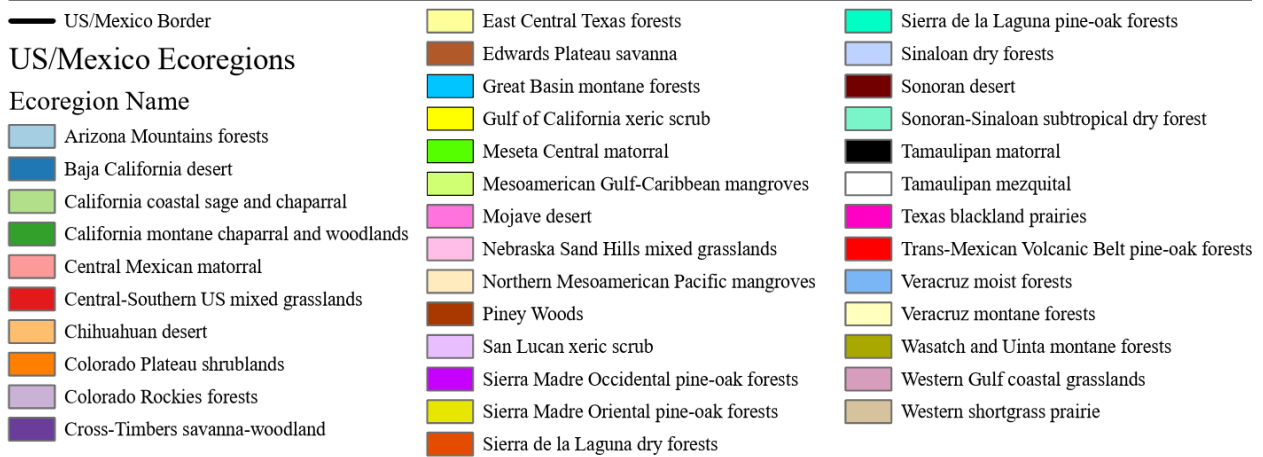 US/Mexico Border
US/Mexico Ecoregions
Ecoregion Name
Arizona Mountains forests
Baja California desert
California coastal sage and chaparral
California montane chaparral and woodlands
Central Mexican matorral
Central-Southern US mixed grasslands
Chihuahuan desert
Colorado Plateau shrublands
Colorado Rockies forests
Cross-Timbers savanna-woodland
East Central Texas forests
Edwards Plateau savanna
Great Basin montane forests
Gulf of California xeric scrub
Meseta Central matorral
Mesoamerican Gulf-Caribbean mangroves
Mojave desert
Nebraska Sand Hills mixed grasslands
Northern Mesoamerican Pacific mangroves
Piney Woods
San Lucan xeric scrub
Sierra Madre Occidental pine-oak forests
Sierra Madre Oriental pine-oak forests
Sierra de la Laguna dry forests
Sierra de la Laguna pine-oak forests
Sinaloan dry forests
Sonoran desert
Sonoran-Sinaloan subtropical dry forest
Tamaulipan matorral
Tamaulipan mezquital
Texas blackland prairies
Trans-Mexican Volcanic Belt pine-oak forests
Veracruz moist forests
Veracruz montane forests
Wasatch and Uinta montane forests
Western Gulf coastal grasslands
Western shortgrass prairie